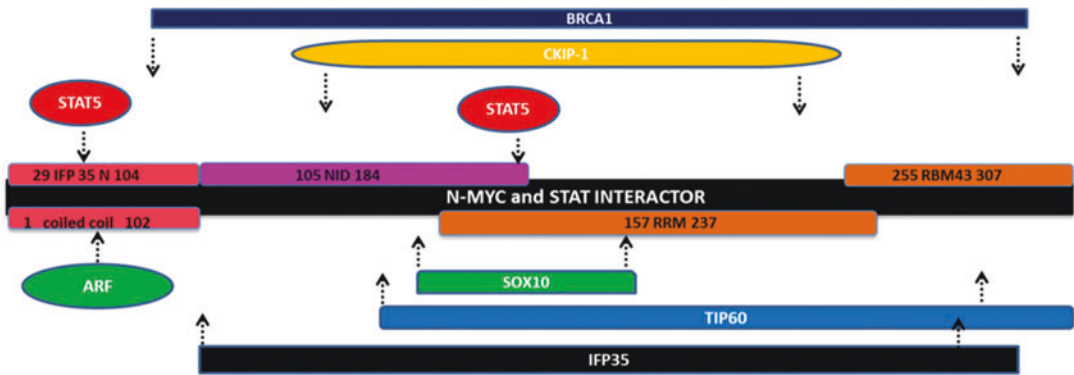 BRCA1
CKIP-1
STAT5
STAT5
29 IFP 35 N 104
105 NID 184
255 RBM43 307
N-MYC and STAT INTERACTOR
1 coiled coil 102
157 RRM 237
ARF
SOX10
TIP60
IFP35